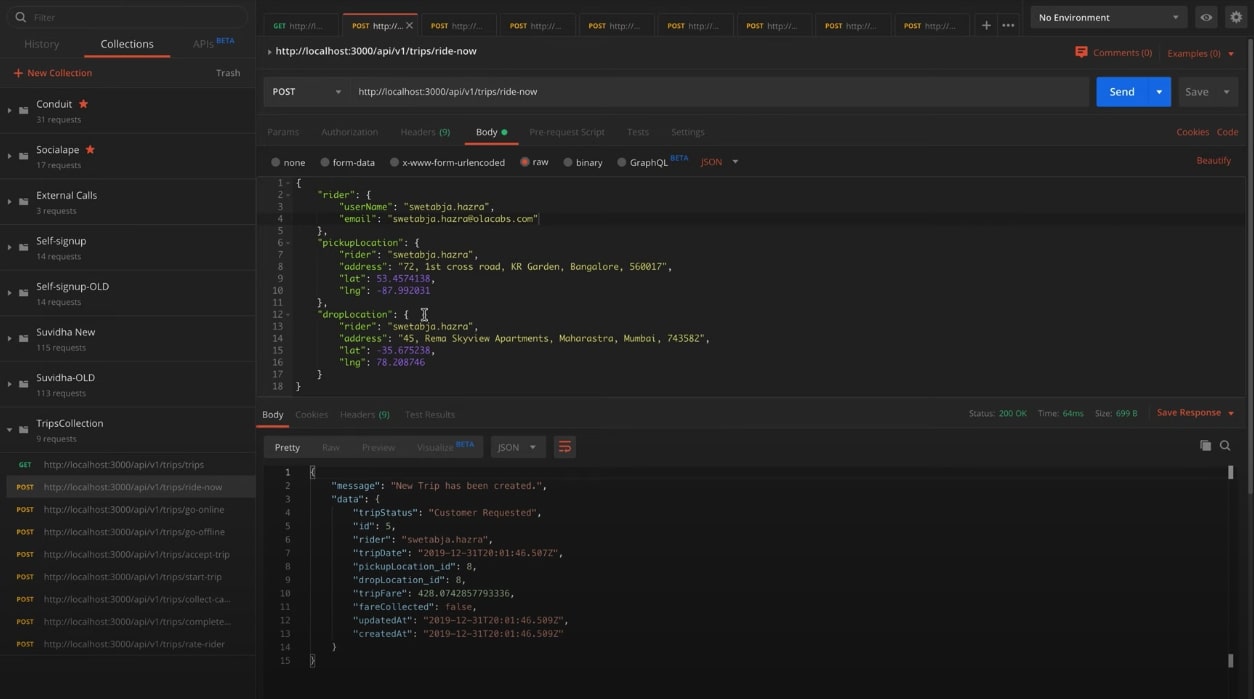 Filter
History Collections APIs BETA
+ New Collection Trash
Conduit
31 requests
Socialape
17 requests
External Calls
3 requests
Self-signup
14 requests
Self-signup-OLD
14 requests
Suvidha New
115 requests
Suvidha-OLD
113 requests
TripsCollection
9 requests
GET http://localhost:3000/api/v1/trips/trips
POST http://localhost:3000/api/v1/trips/ride-now
POST http://localhost:3000/api/v1/trips/go-online
POST http://localhost:3000/api/v1/trips/go-offline
POST http://localhost:3000/api/v1/trips/accept-trip
POST http://localhost:3000/api/v1/trips/start-trip
POST http://localhost:3000/api/v1/trips/collect-ca...
POST http://localhost:3000/api/v1/trips/complete...
POST http://localhost:3000/api/v1/trips/rate-rider
GET http://l... POST http://... POST http://... POST http://... POST http://... POST http://... POST http://... POST http://... POST http://... + ••• No Environment
http://localhost:3000/api/v1/trips/ride-now Comments (0) Examples (0)
POST http://localhost:3000/api/v1/trips/ride-now Send Save
Params Authorization Headers (9) Body Pre-request Script Tests Settings Cookies Code
none form-data x-www-form-urlencoded raw binary GraphQL BETA JSON Beautify
1 {
2 "rider": {
3 "userName": "swetabja.hazra",
4 "email": "swetabja.hazra@olacabs.com"
5 },
6 "pickupLocation": {
7 "rider": "swetabja.hazra",
8 "address": "72, 1st cross road, KR Garden, Bangalore, 560017",
9 "lat": 53.4574138,
10 "lng": -87.992031
11 },
12 "dropLocation": {
13 "rider": "swetabja.hazra",
14 "address": "45, Rema Skyview Apartments, Maharastra, Mumbai, 743582",
15 "lat": -35.675238,
16 "lng": 78.208746
17 }
18 }
Body Cookies Headers (9) Test Results Status: 200 OK Time: 64ms Size: 699 B Save Response
Pretty Raw Preview Visualize BETA JSON
1 {
2 "message": "New Trip has been created.",
3 "data": {
4 "tripStatus": "Customer Requested",
5 "id": 5,
6 "rider": "swetabja.hazra",
7 "tripDate": "2019-12-31T20:01:46.507Z",
8 "pickupLocation_id": 8,
9 "dropLocation_id": 8,
10 "tripFare": 428.0742857793336,
11 "fareCollected": false,
12 "updatedAt": "2019-12-31T20:01:46.509Z",
13 "createdAt": "2019-12-31T20:01:46.509Z"
14 }
15 }